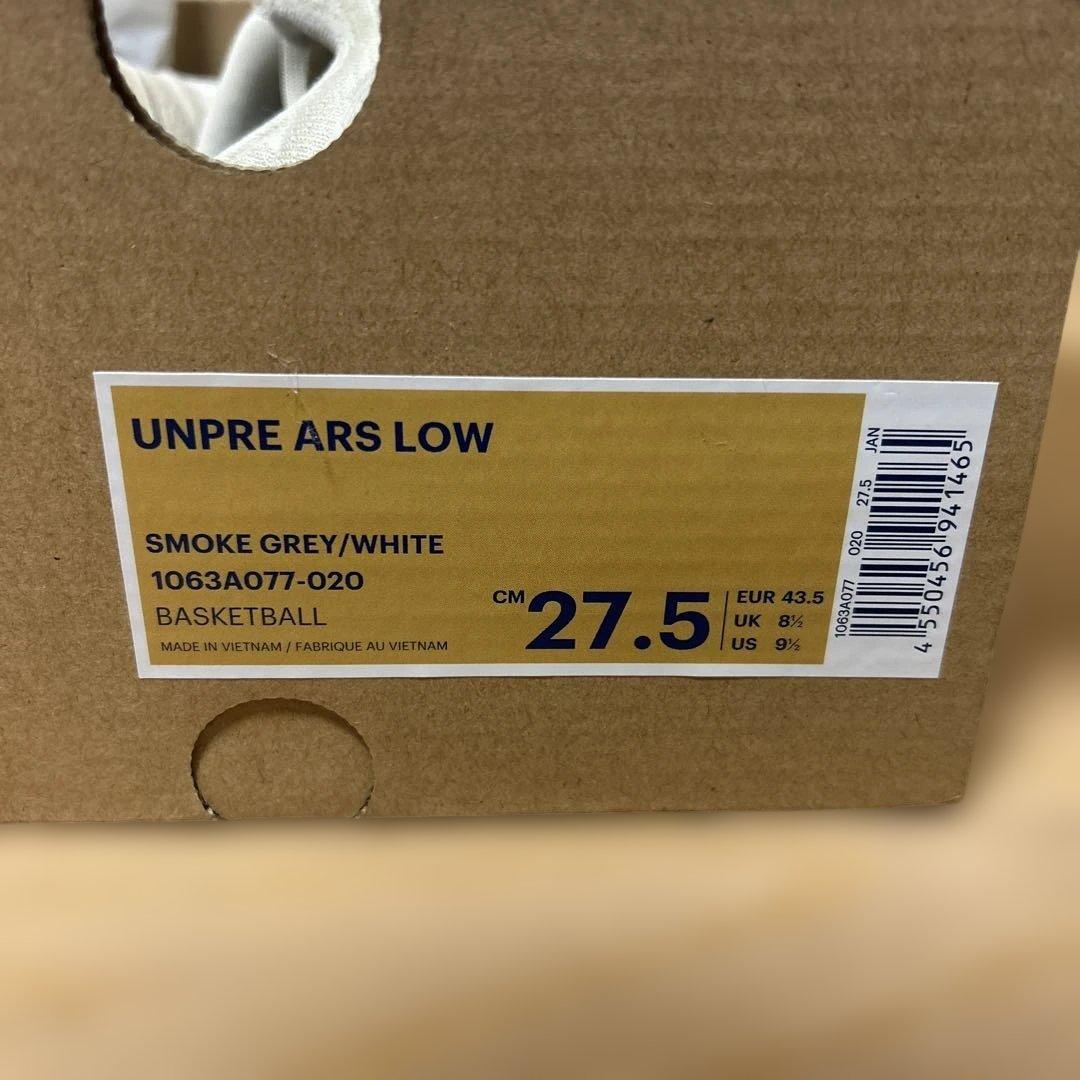 UNPRE ARS LOW
SMOKE GREY/WHITE
1063A077-020
BASKETBALL
MADE IN VIETNAM / FABRIQUE AU VIETNAM
CM 27.5
EUR 43.5
UK 8½
US 9½
1063A077 020 27.5 JAN
4 550456 941465